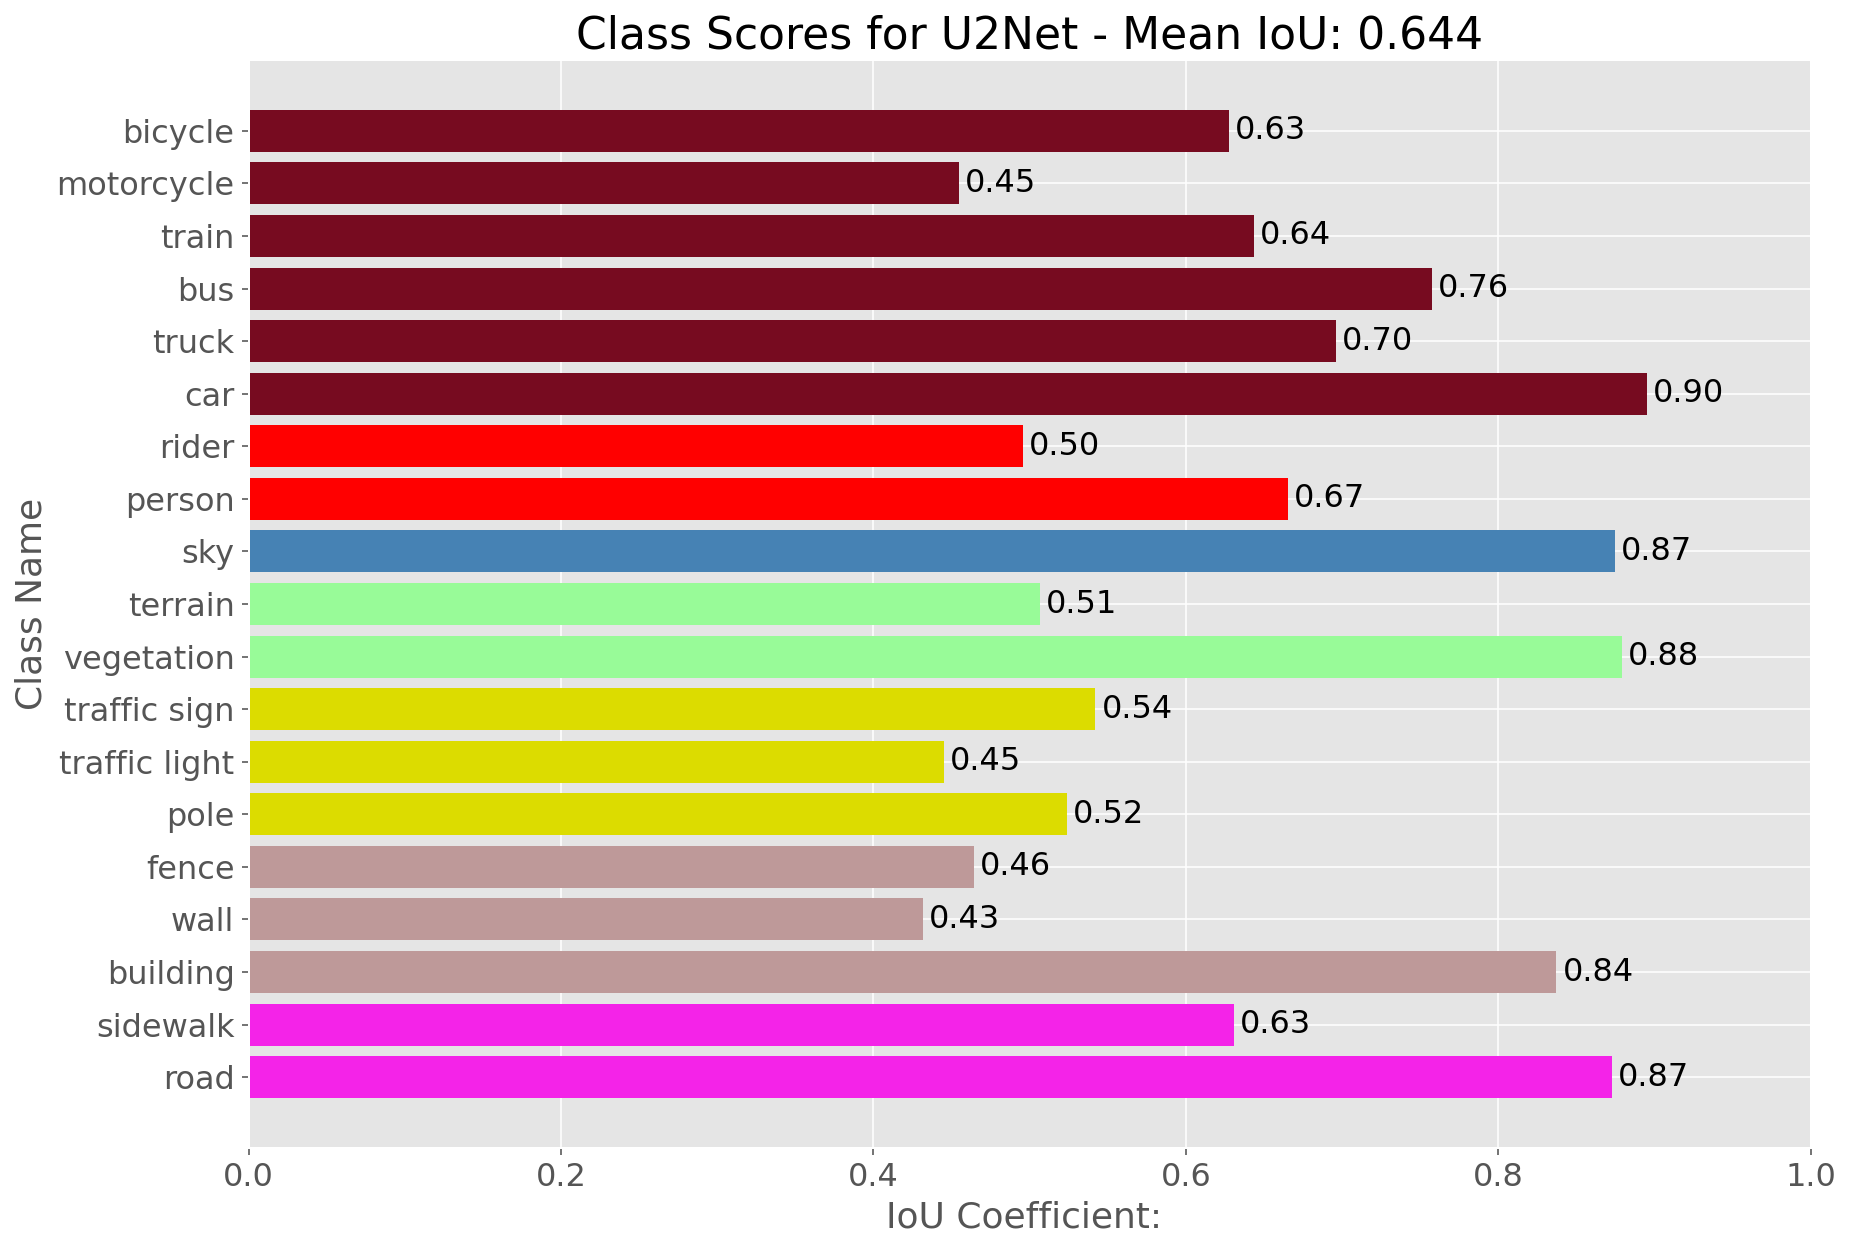 Class Scores for U2Net - Mean IoU: 0.644
Class Name
bicycle 0.63
motorcycle 0.45
train 0.64
bus 0.76
truck 0.70
car 0.90
rider 0.50
person 0.67
sky 0.87
terrain 0.51
vegetation 0.88
traffic sign 0.54
traffic light 0.45
pole 0.52
fence 0.46
wall 0.43
building 0.84
sidewalk 0.63
road 0.87
0.0 0.2 0.4 0.6 0.8 1.0
IoU Coefficient: